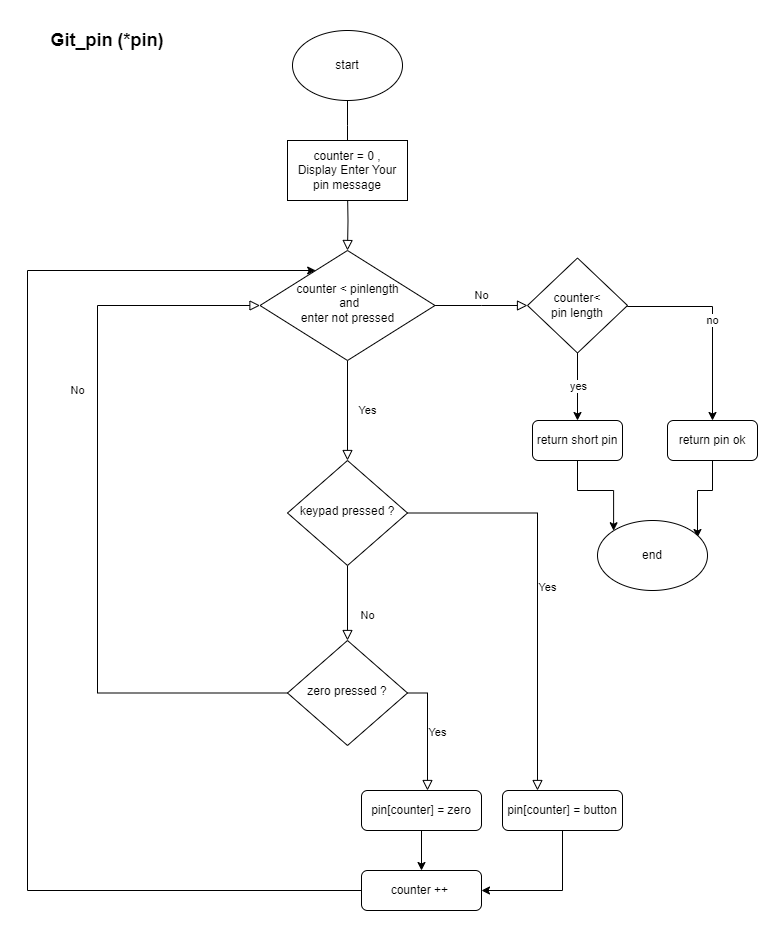 Git_pin (*pin)
start
counter = 0 ,
Display Enter Your
pin message
counter < pinlength
and
enter not pressed
No
counter<
pin length
no
yes
No
Yes
return short pin
return pin ok
keypad pressed ?
end
Yes
No
zero pressed ?
Yes
pin[counter] = zero
pin[counter] = button
counter ++